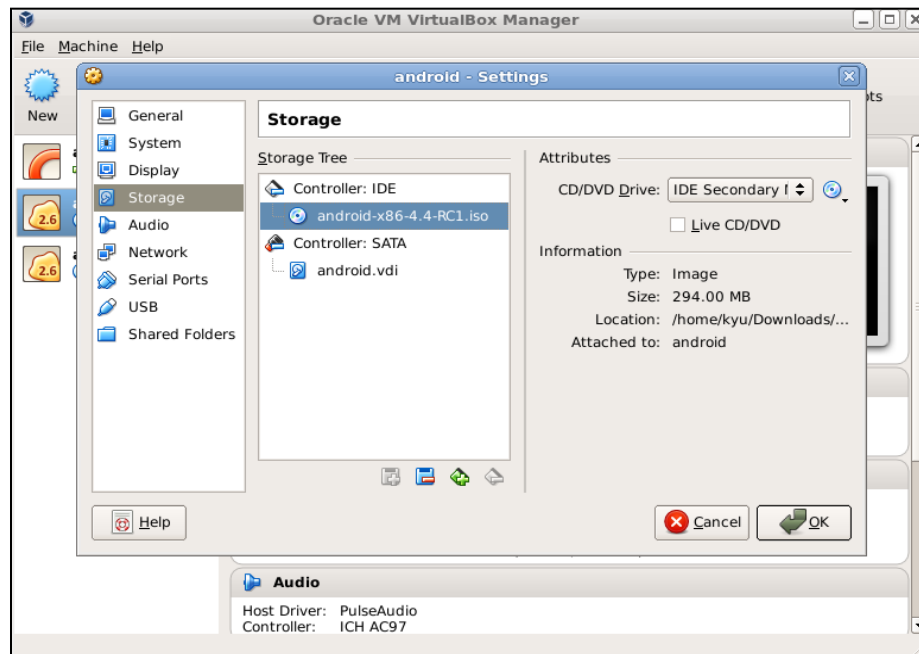 Oracle VM VirtualBox Manager
File Machine Help
android - Settings
New
ots
General
System
Display
Storage
Audio
Network
Serial Ports
USB
Shared Folders
2.6
2.6
Storage
Storage Tree
Controller: IDE
android-x86-4.4-RC1.iso
Controller: SATA
android.vdi
Attributes
CD/DVD Drive: IDE Secondary
Live CD/DVD
Information
Type: Image
Size: 294.00 MB
Location: /home/kyu/Downloads/...
Attached to: android
Help
Cancel
OK
Audio
Host Driver: PulseAudio
Controller: ICH AC97